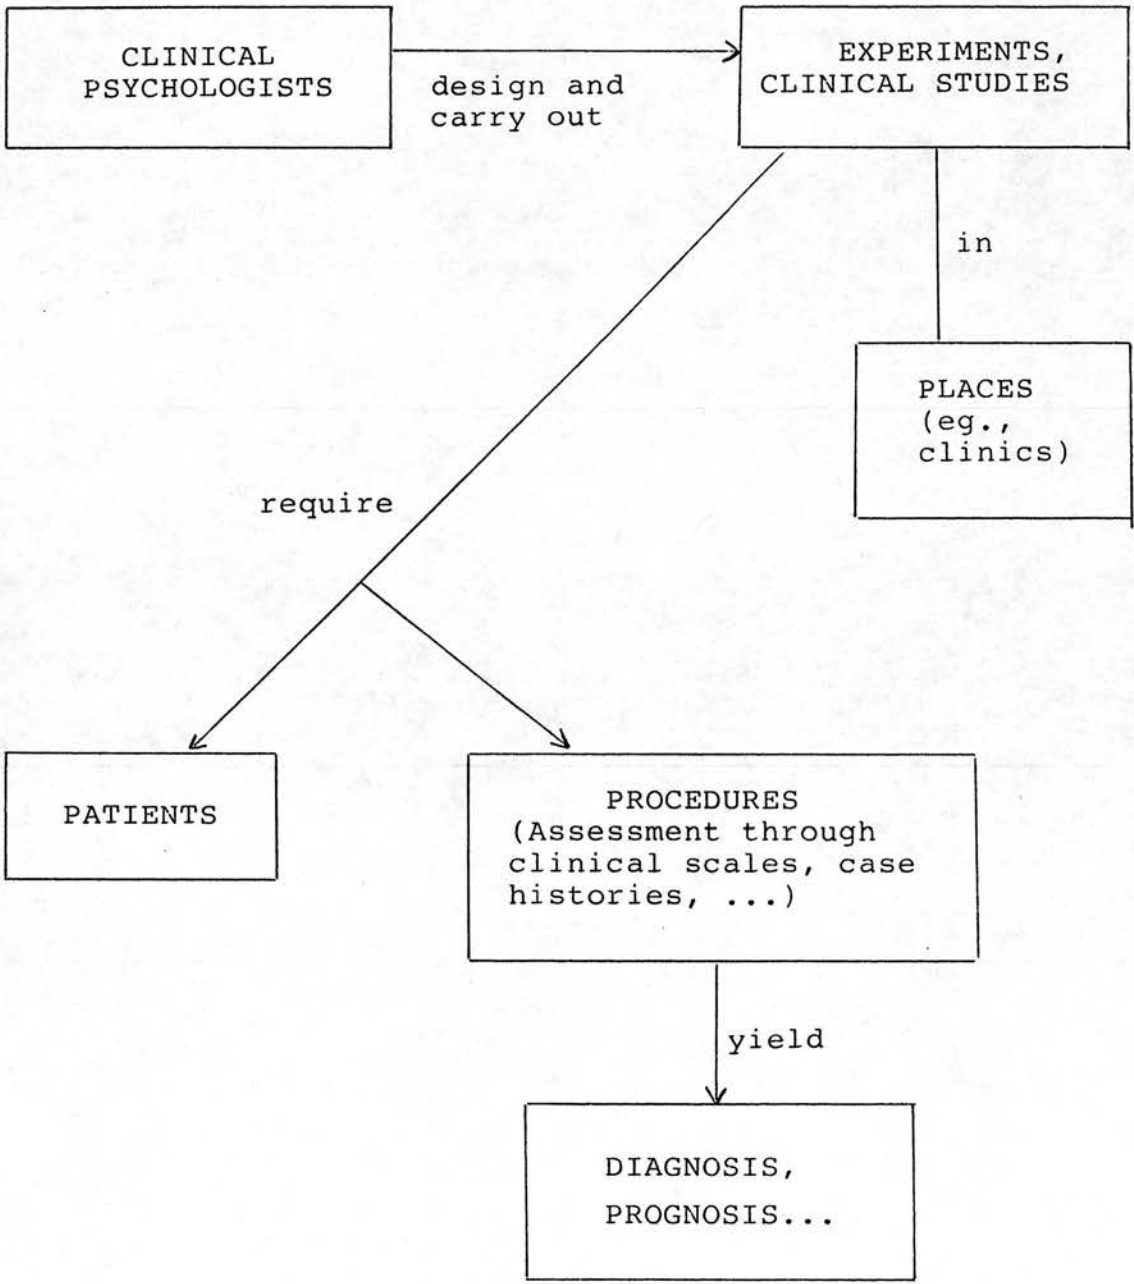 CLINICAL
PSYCHOLOGISTS
design and
carry out
EXPERIMENTS,
CLINICAL STUDIES
in
PLACES
(eg.,
clinics)
require
PATIENTS
PROCEDURES
(Assessment through
clinical scales, case
histories, ...)
yield
DIAGNOSIS,
PROGNOSIS...